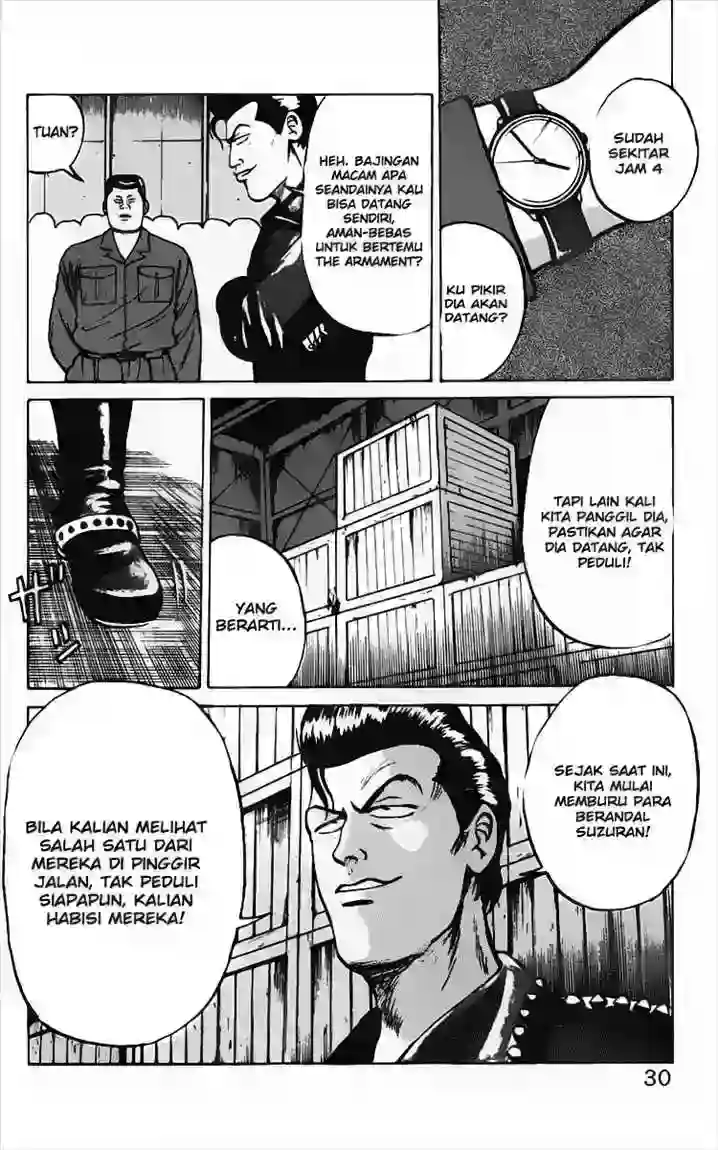 SUDAH
SEKITAR
JAM 4
KU PIKIR
DIA AKAN
DATANG?
HEH. BAJINGAN
MACAM APA
SEANDAINYA KAU
BISA DATANG
SENDIRI,
AMAN-BEBAS
UNTUK BERTEMU
THE ARMAMENT?
TUAN?
TAPI LAIN KALI
KITA PANGGIL DIA,
PASTIKAN AGAR
DIA DATANG, TAK
PEDULI!
YANG
BERARTI...
ザッ
SEJAK SAAT INI,
KITA MULAI
MEMBURU PARA
BERANDAL
SUZURAN!
BILA KALIAN MELIHAT
SALAH SATU DARI
MEREKA DI PINGGIR
JALAN, TAK PEDULI
SIAPAPUN, KALIAN
HABISI MEREKA!
30